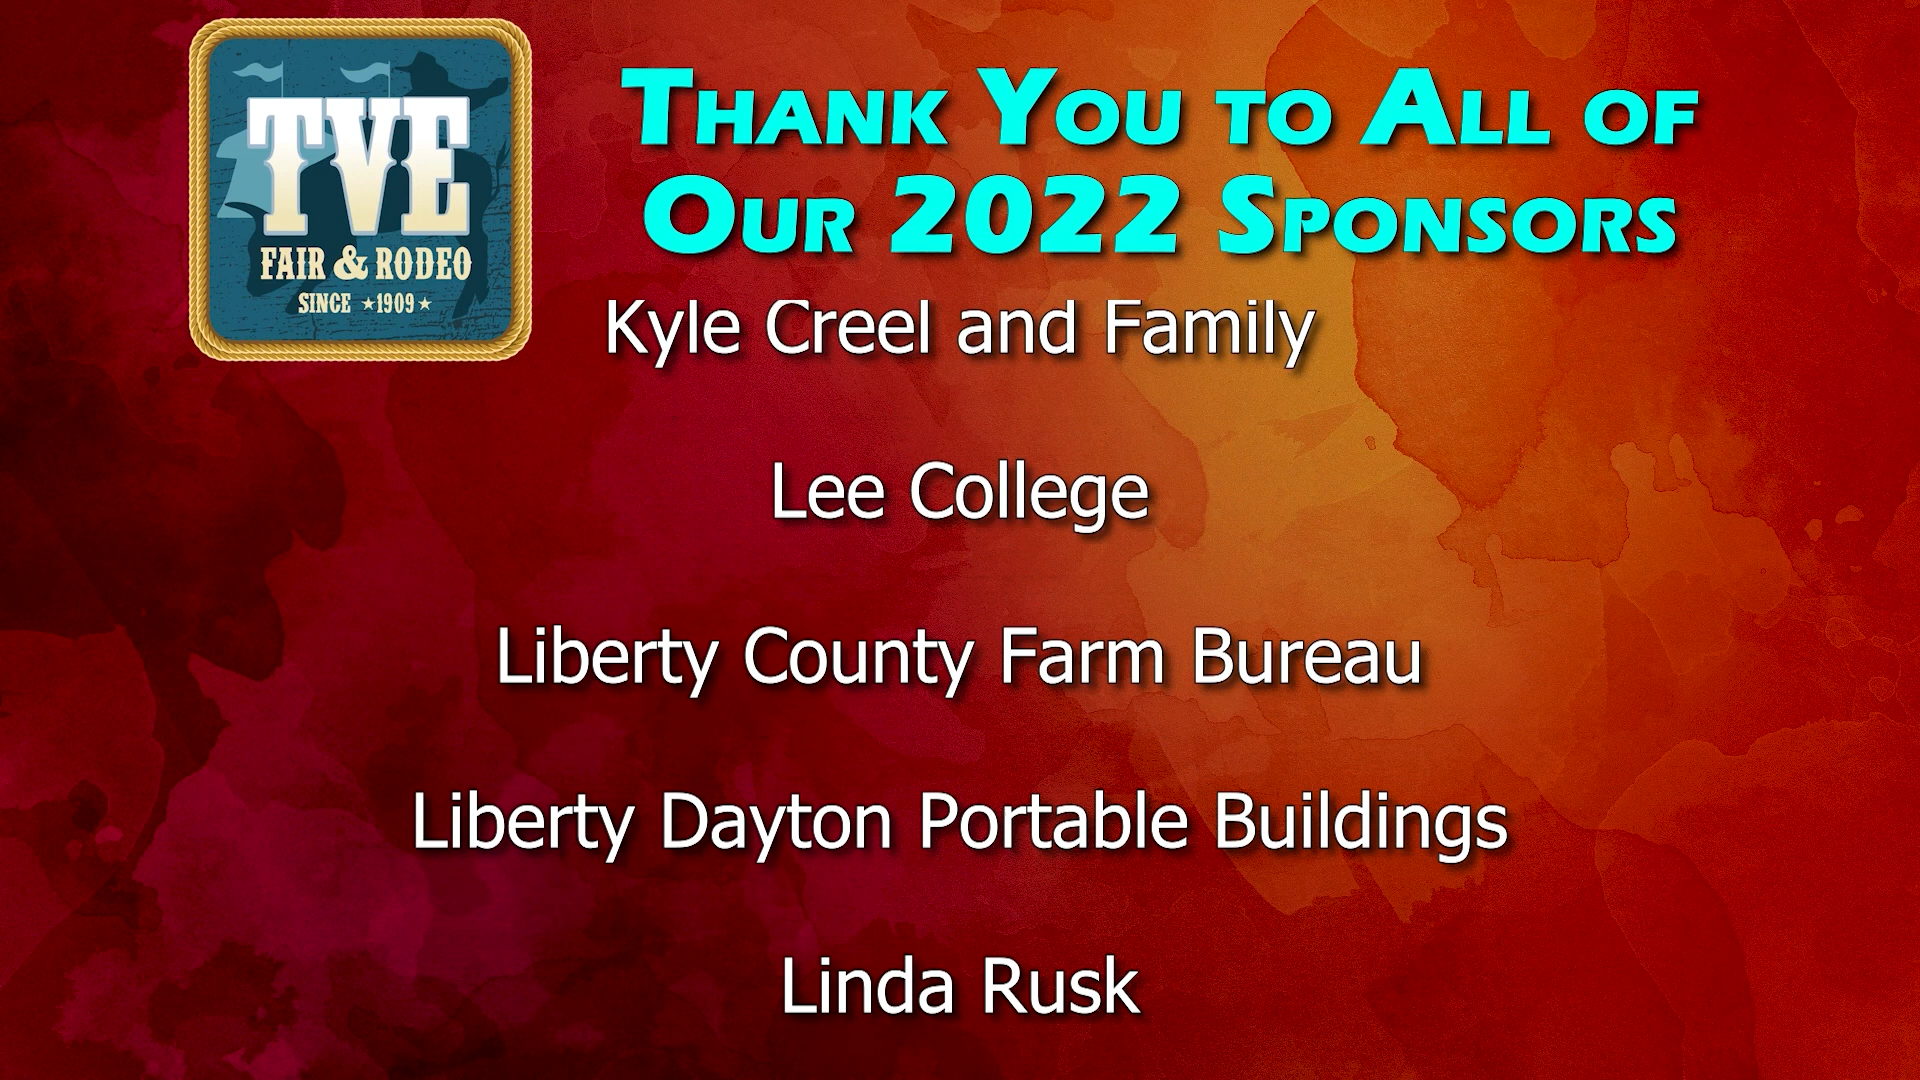 TVE
FAIR & RODEO
SINCE ★1909★
THANK YOU TO ALL OF
OUR 2022 SPONSORS
Kyle Creel and Family
Lee College
Liberty County Farm Bureau
Liberty Dayton Portable Buildings
Linda Rusk